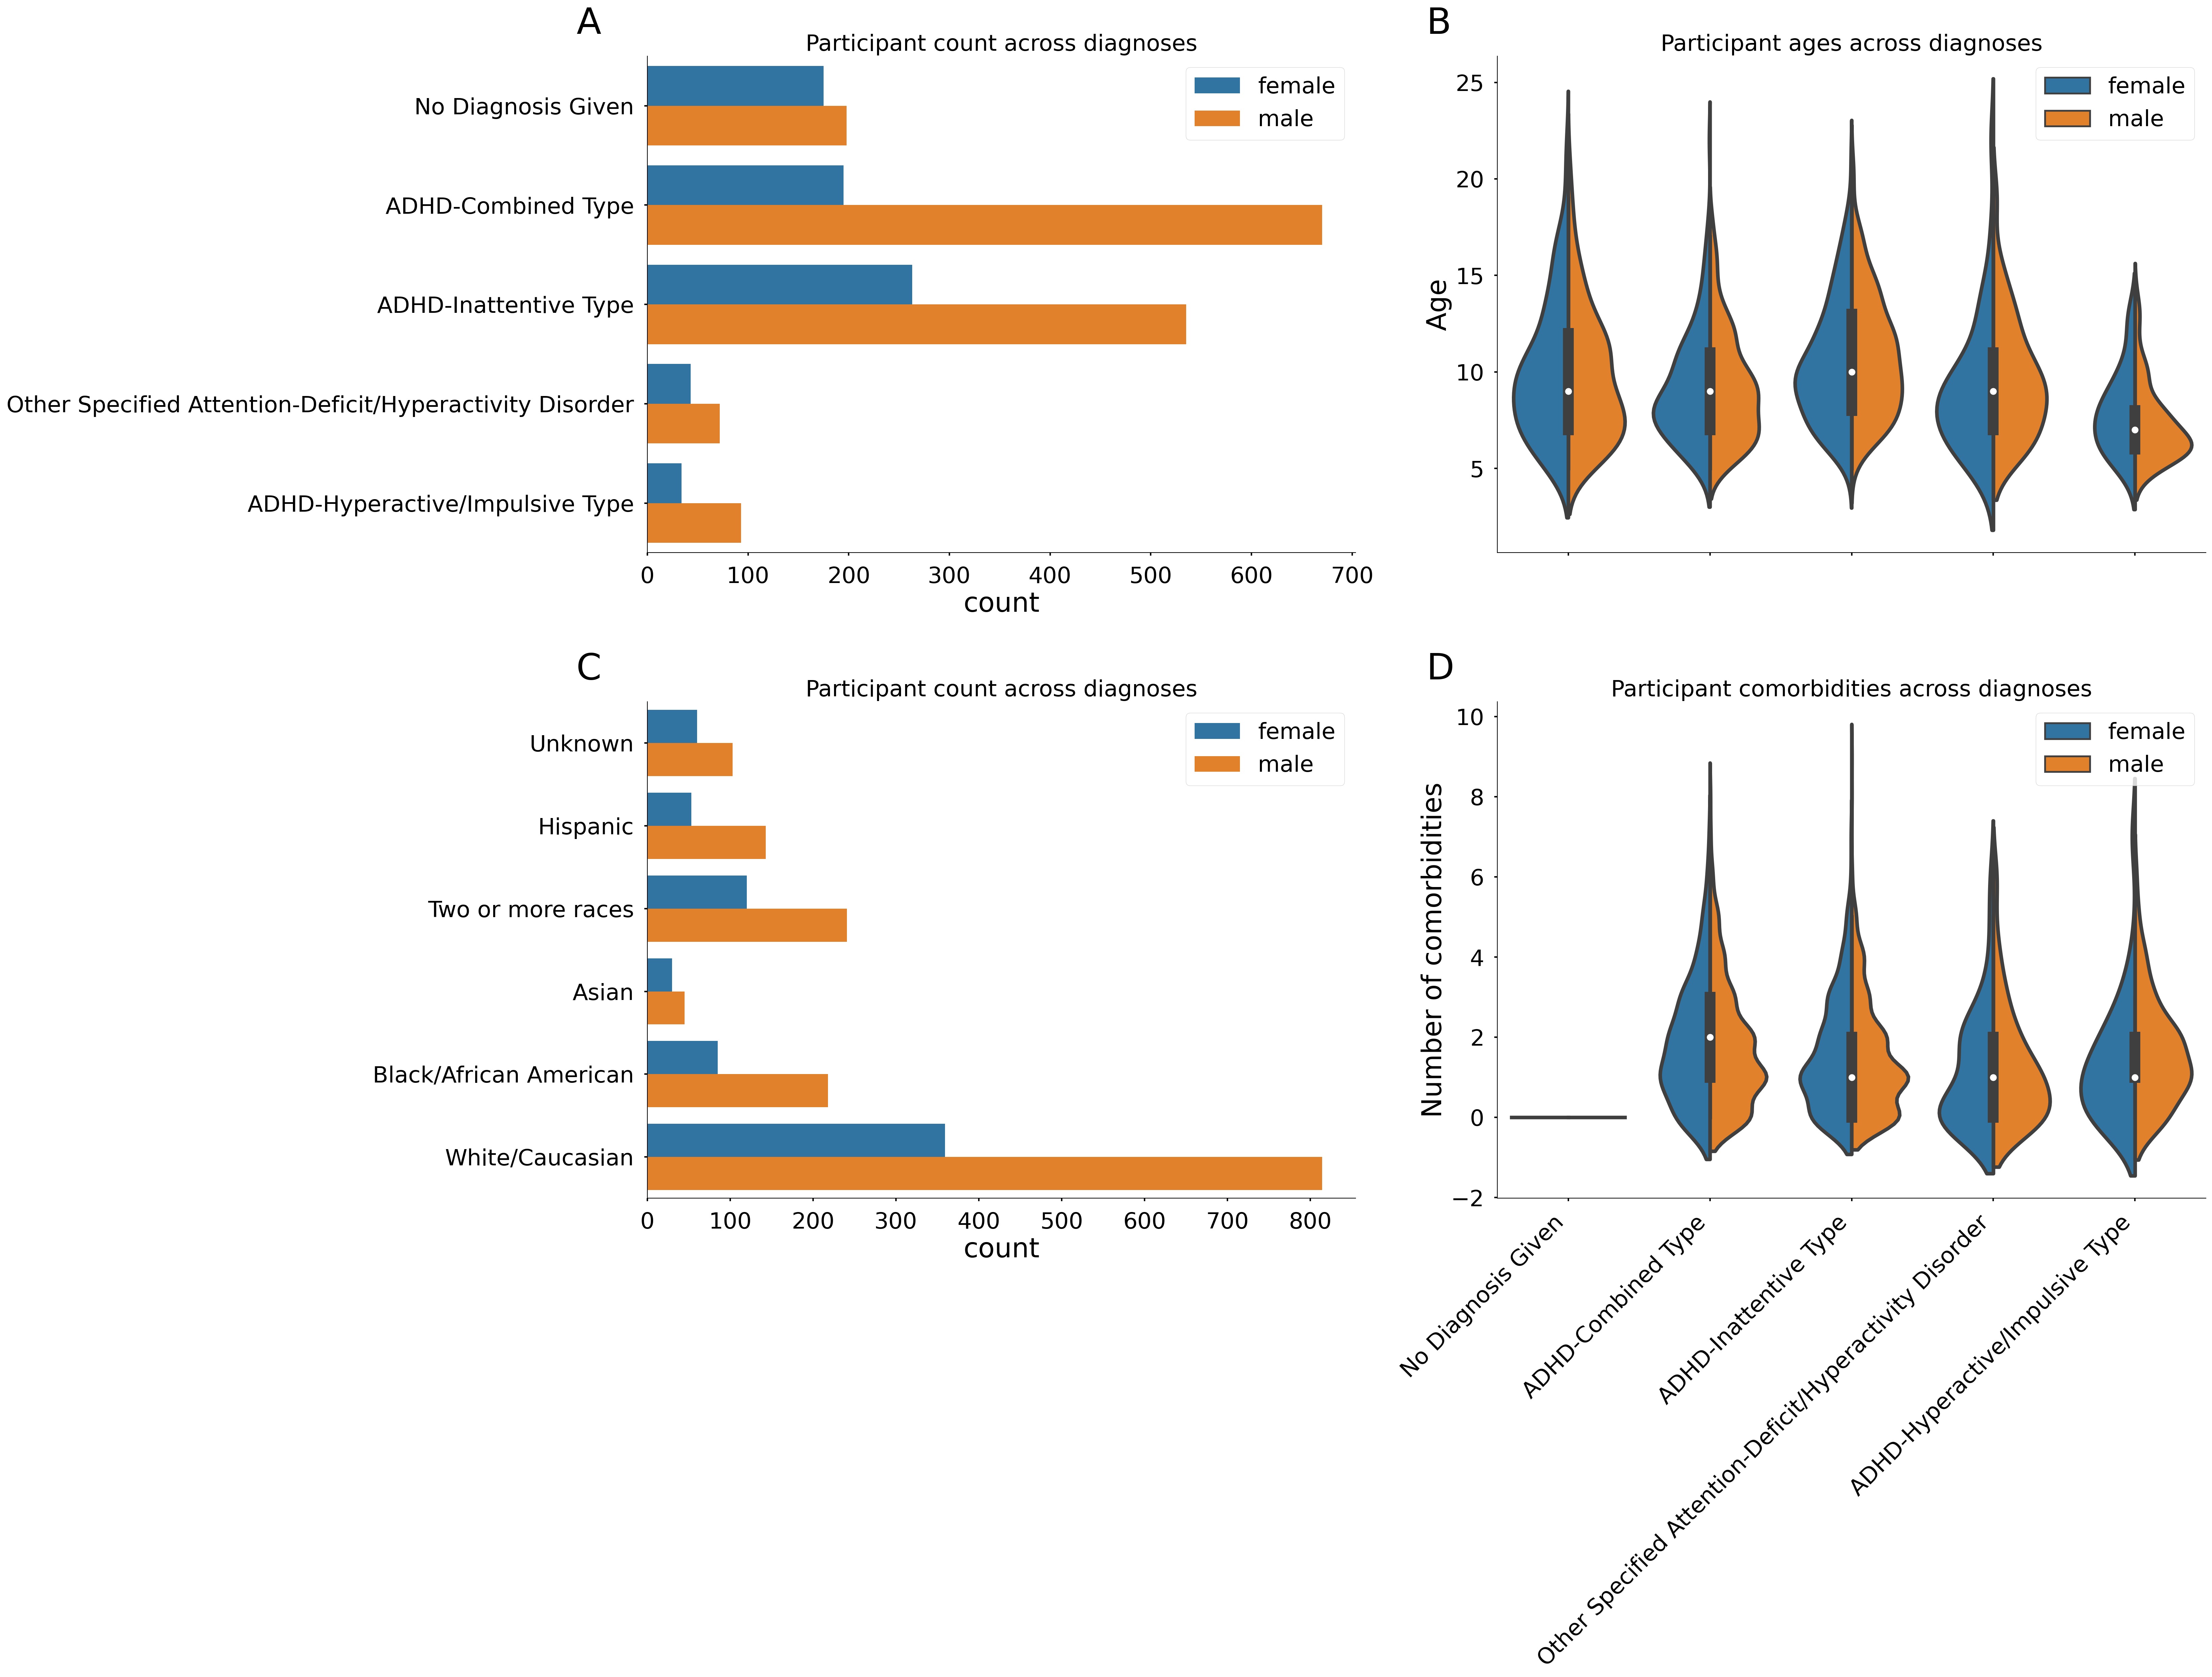 A
Participant count across diagnoses
female
male
No Diagnosis Given
ADHD-Combined Type
ADHD-Inattentive Type
Other Specified Attention-Deficit/Hyperactivity Disorder
ADHD-Hyperactive/Impulsive Type
0 100 200 300 400 500 600 700
count
B
Participant ages across diagnoses
female
male
Age
25
20
15
10
5
C
Participant count across diagnoses
female
male
Unknown
Hispanic
Two or more races
Asian
Black/African American
White/Caucasian
0 100 200 300 400 500 600 700 800
count
D
Participant comorbidities across diagnoses
female
male
Number of comorbidities
10
8
6
4
2
0
−2
No Diagnosis Given
ADHD-Combined Type
ADHD-Inattentive Type
Other Specified Attention-Deficit/Hyperactivity Disorder
ADHD-Hyperactive/Impulsive Type